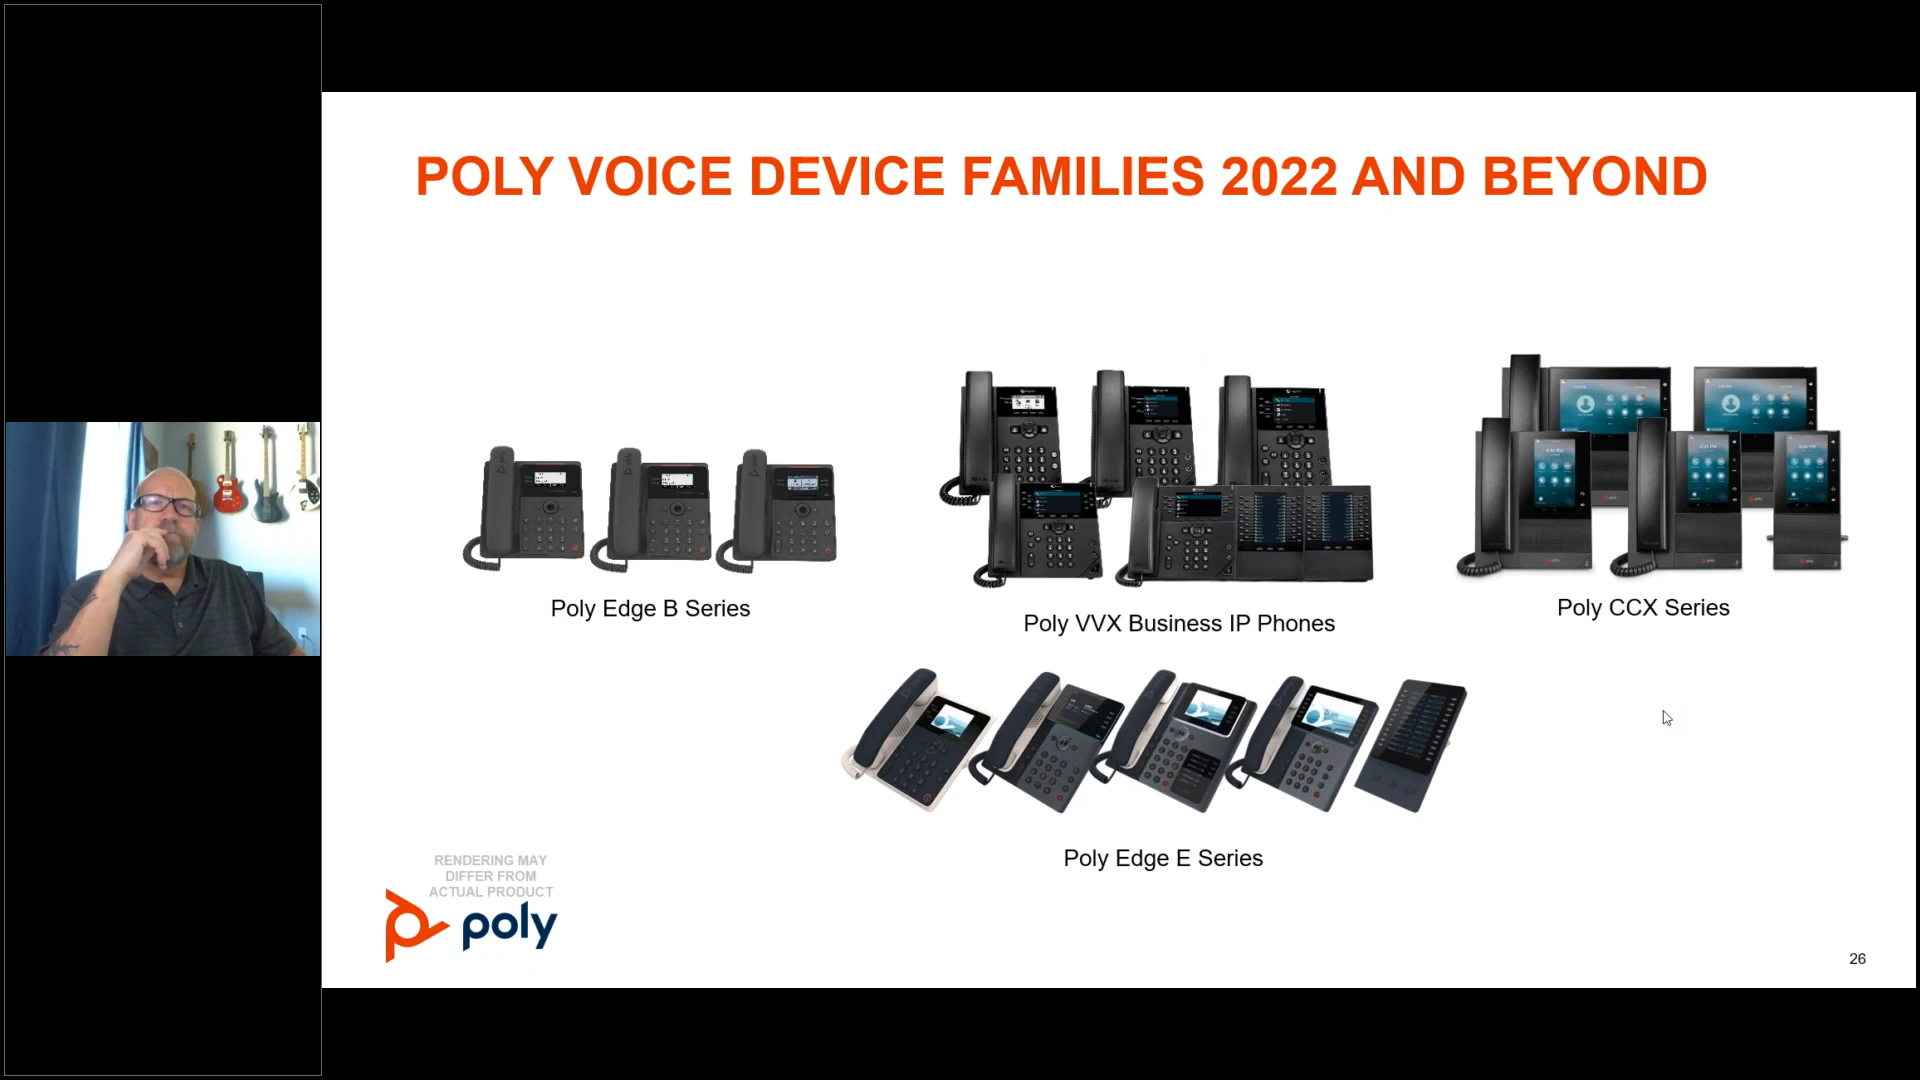 POLY VOICE DEVICE FAMILIES 2022 AND BEYOND
Poly Edge B Series
Poly VVX Business IP Phones
Poly CCX Series
Poly Edge E Series
RENDERING MAY
DIFFER FROM
ACTUAL PRODUCT
poly
26